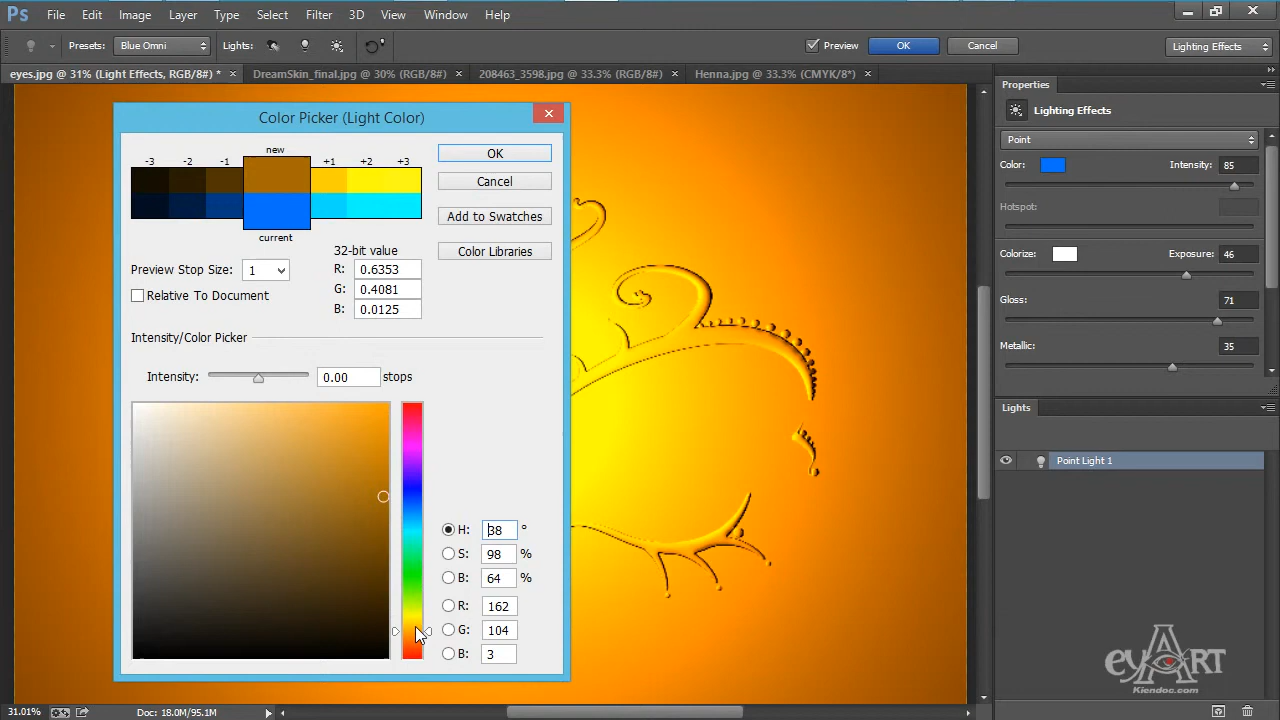 Ps File Edit Image Layer Type Select Filter 3D View Window Help
Presets: Blue Omni Lights: Preview OK Cancel Lighting Effects
eyes.jpg @ 31% (Light Effects, RGB/8#) * × DreamSkin_final.jpg @ 30% (RGB/8#) × 208463_3598.jpg @ 33.3% (RGB/8#) × Henna.jpg @ 33.3% (CMYK/8*) ×
Color Picker (Light Color)
new
-3 -2 -1 +1 +2 +3
current
OK
Cancel
Add to Swatches
Color Libraries
32-bit value
Preview Stop Size: 1
R: 0.6353
G: 0.4081
B: 0.0125
Relative To Document
Intensity/Color Picker
Intensity: 0.00 stops
H: 38 °
S: 98 %
B: 64 %
R: 162
G: 104
B: 3
Properties
Lighting Effects
Point
Color: Intensity: 85
Hotspot:
Colorize: Exposure: 46
Gloss: 71
Metallic: 35
Lights
Point Light 1
eyART
Kiendoc.com
31.01% Doc: 18.0M/95.1M